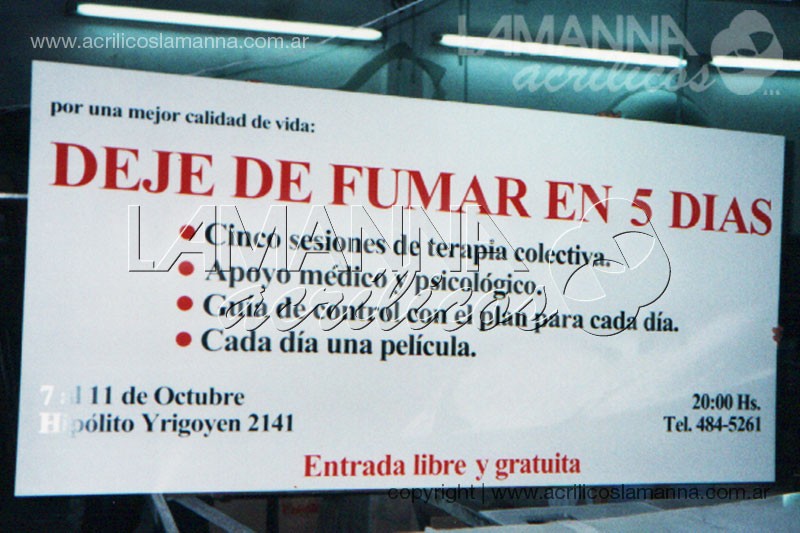 www.acrilicoslamanna.com.ar
LAMANNA
acrílicos s.r.l.
por una mejor calidad de vida:
DEJE DE FUMAR EN 5 DIAS
• Cinco sesiones de terapia colectiva.
• Apoyo médico y psicológico.
• Guía de control con el plan para cada día.
• Cada día una película.
LAMANNA
acrílicos
7 al 11 de Octubre
20:00 Hs.
Hipólito Yrigoyen 2141
Tel. 484-5261
Entrada libre y gratuita
copyright | www.acrilicoslamanna.com.ar